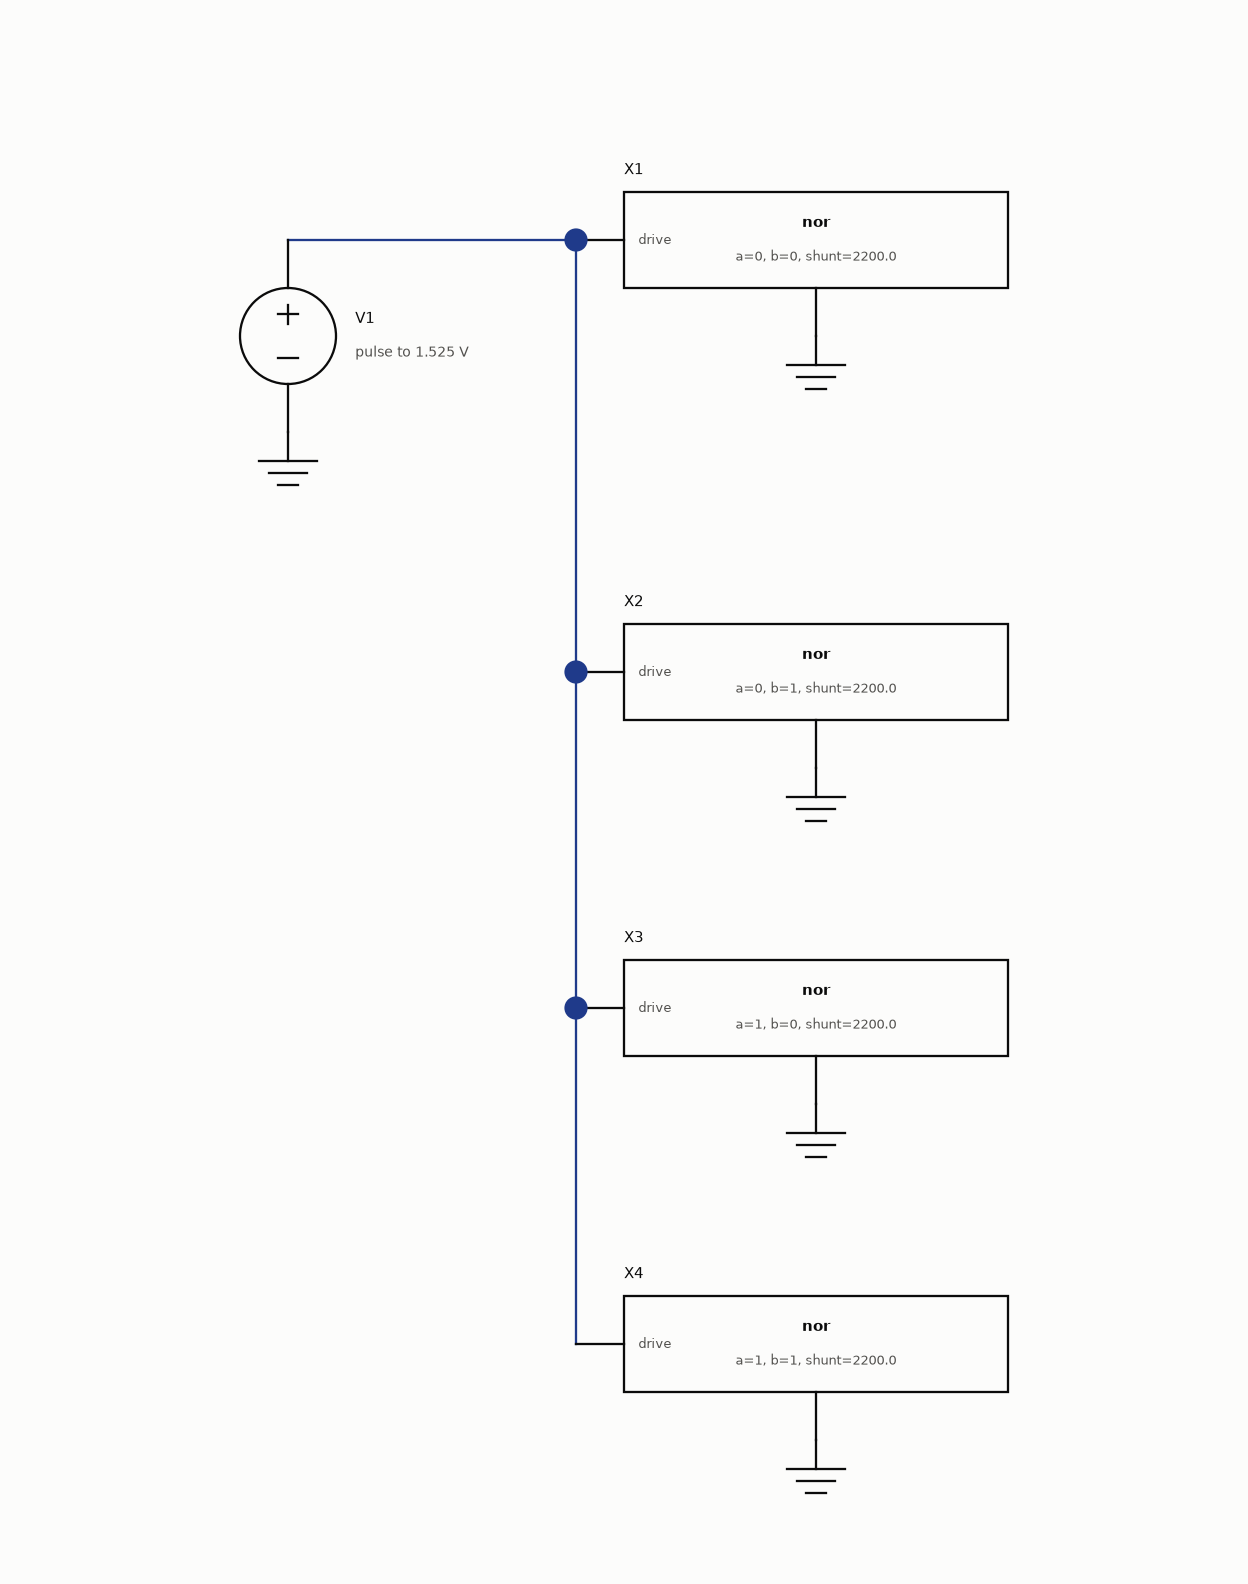 X1
nor
drive
a=0, b=0, shunt=2200.0
V1
pulse to 1.525 V
X2
nor
drive
a=0, b=1, shunt=2200.0
X3
nor
drive
a=1, b=0, shunt=2200.0
X4
nor
drive
a=1, b=1, shunt=2200.0